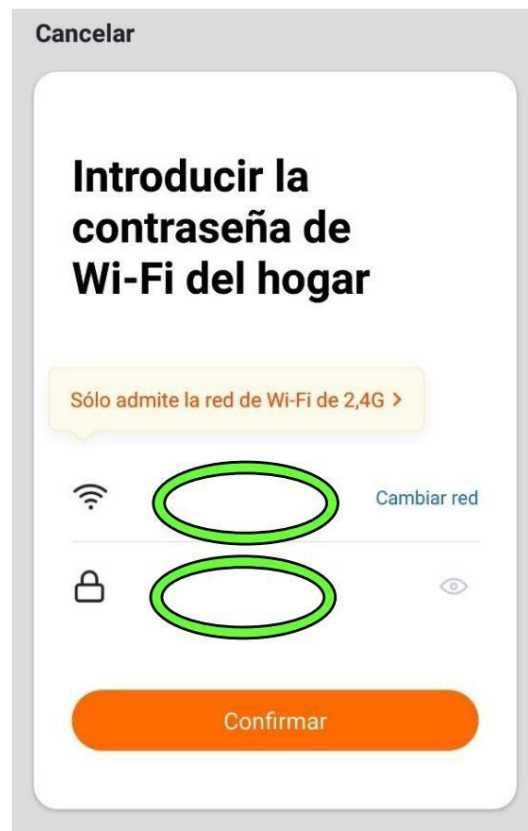 Cancelar
Introducir la
contraseña de
Wi-Fi del hogar
Sólo admite la red de Wi-Fi de 2,4G >
Cambiar red
Confirmar